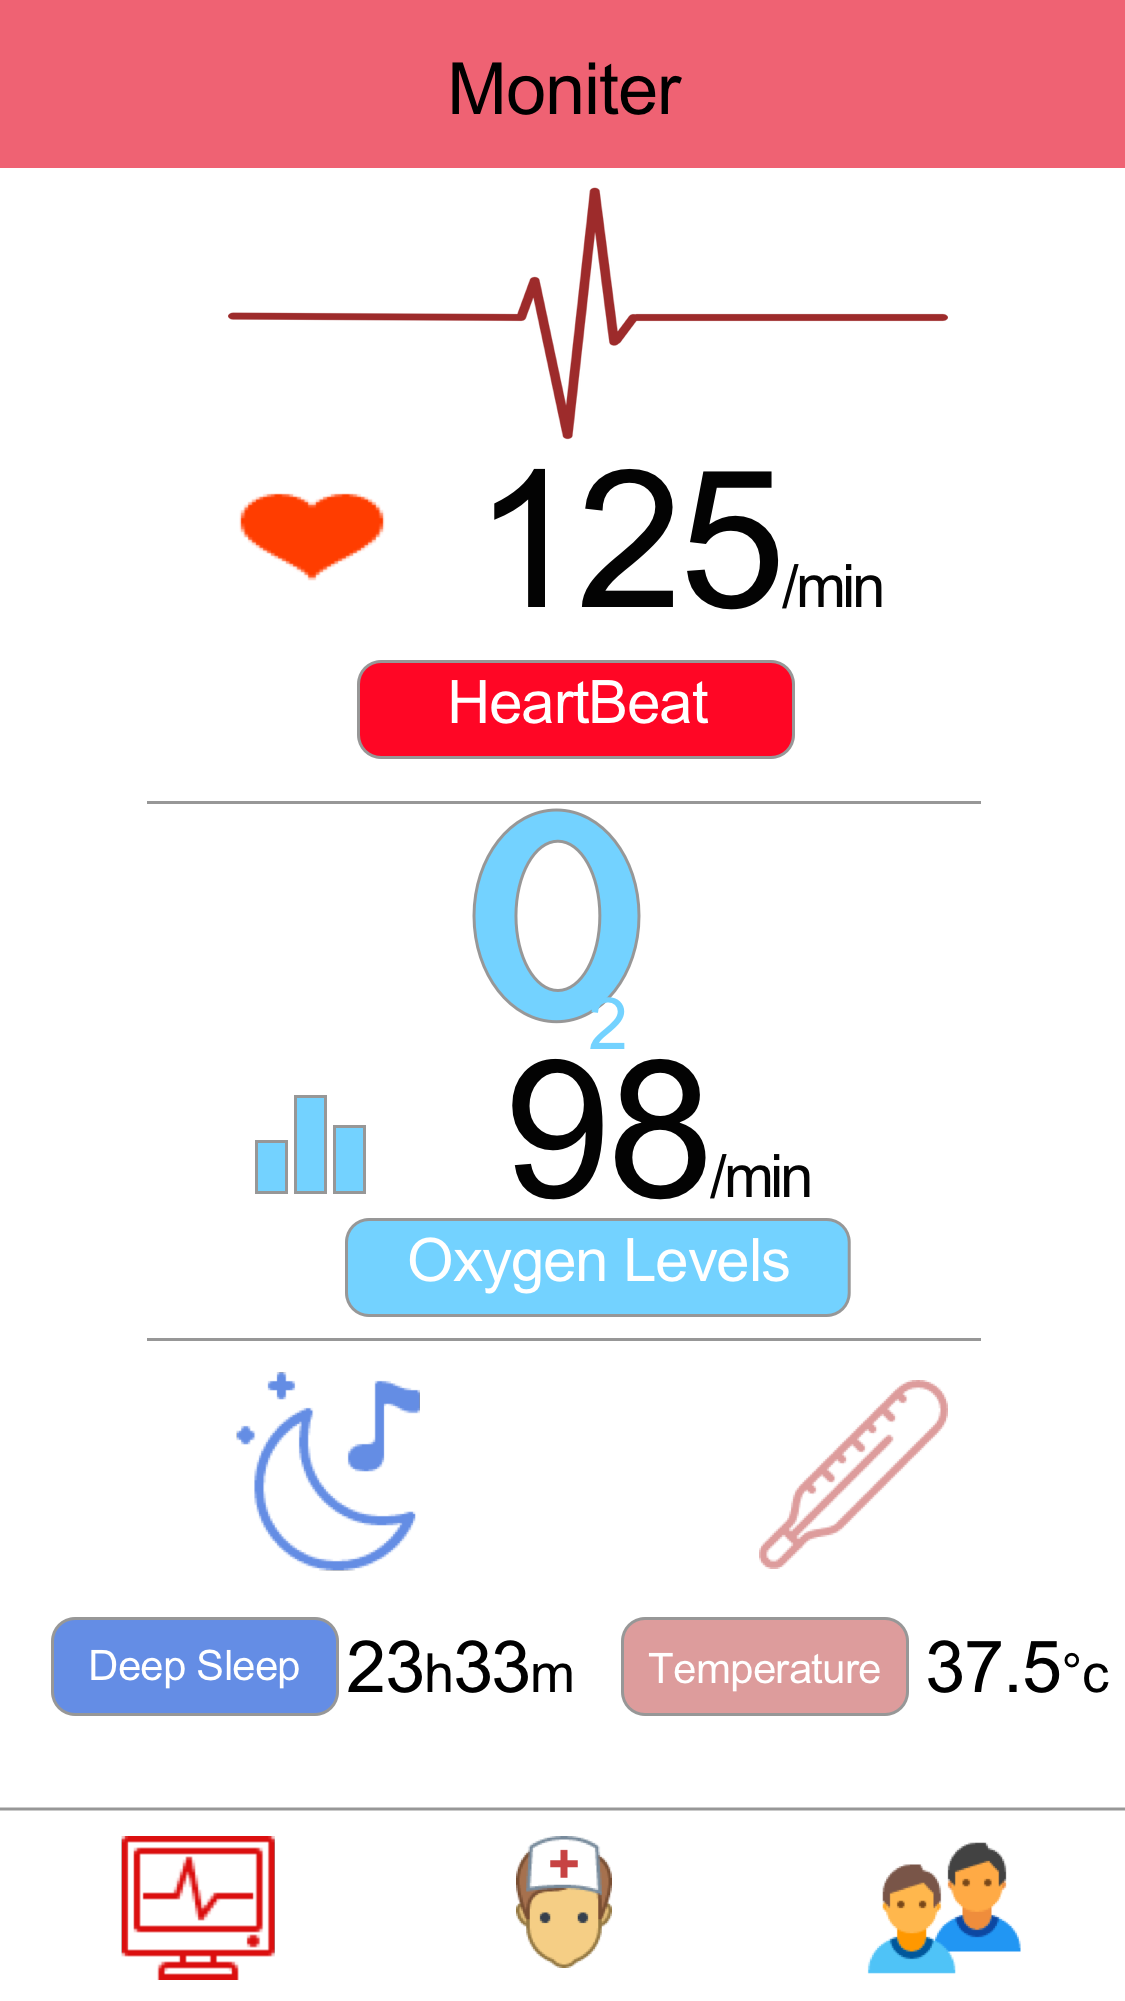 Moniter
125/min
HeartBeat
O2
98/min
Oxygen Levels
Deep Sleep 23h33m Temperature 37.5°c